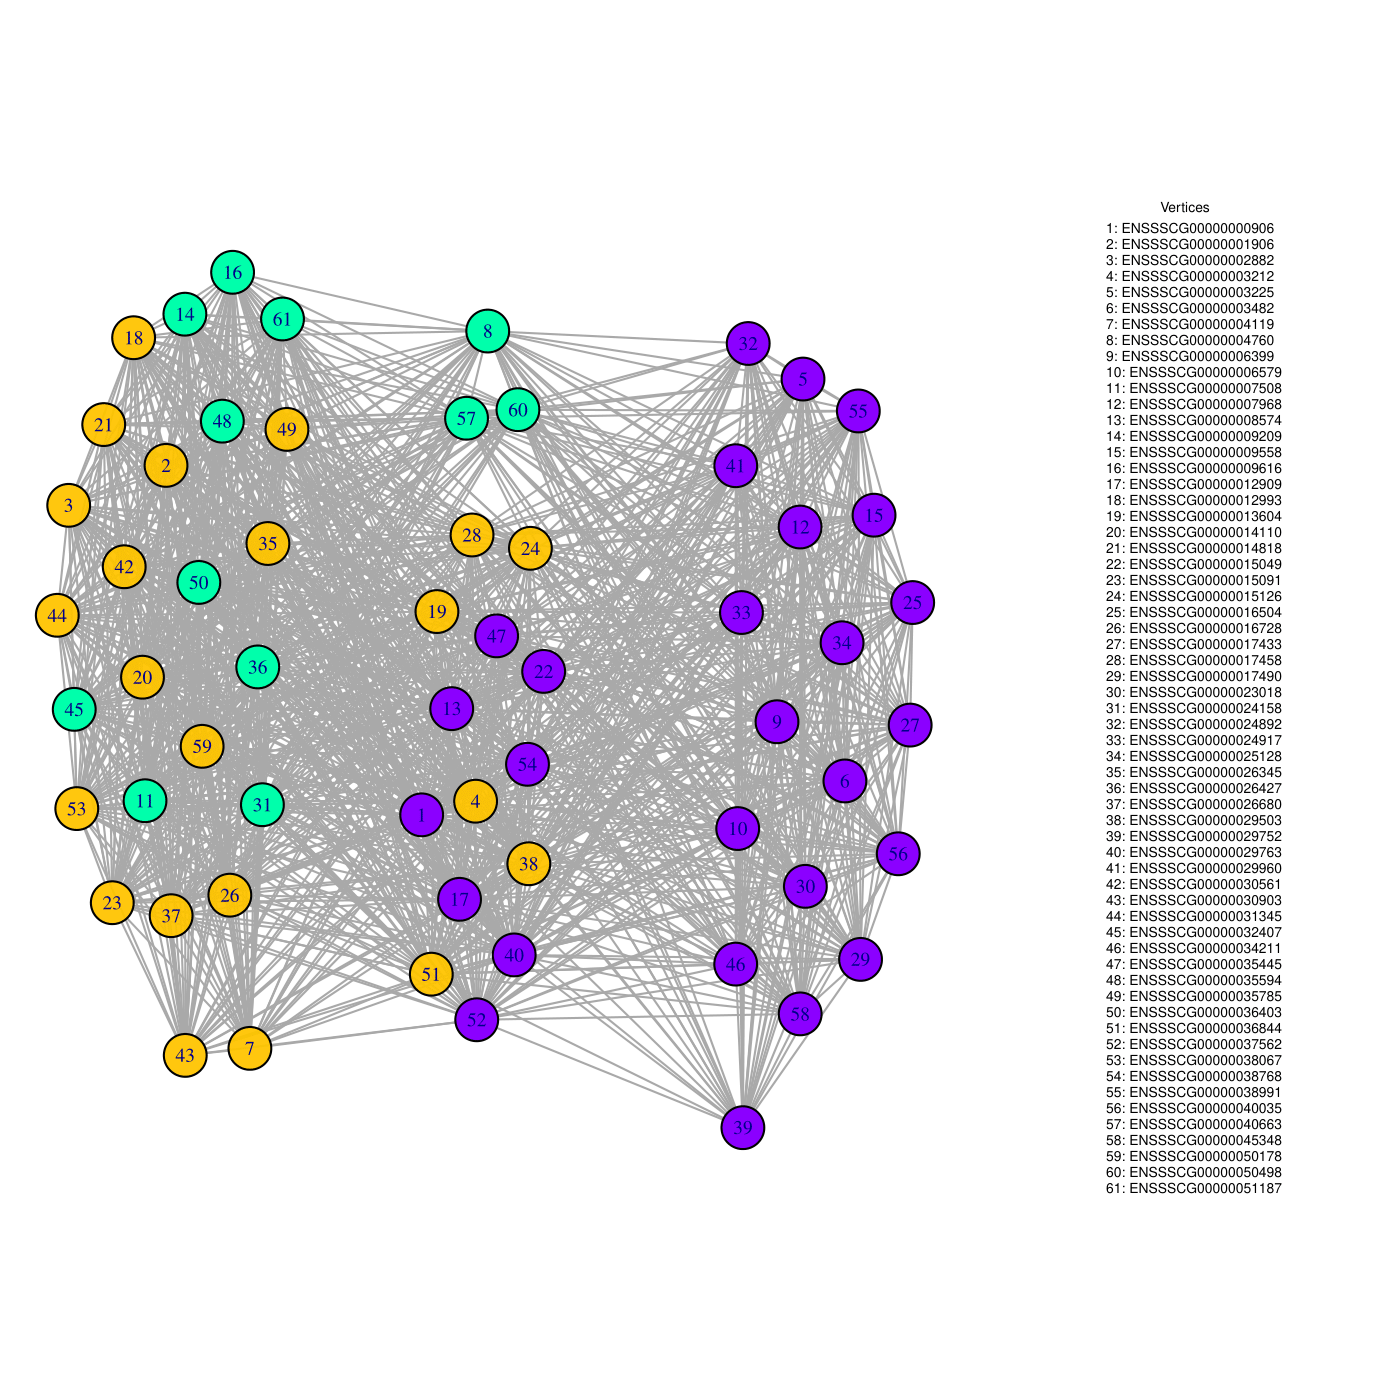 16
14
61
18
8
32
5
55
60
57
21
48
49
2
41
3
15
12
28
35
24
42
50
25
19
33
44
47
34
36
22
20
13
45
9
27
59
54
6
11
4
31
53
1
10
56
38
30
26
17
23
37
40
29
46
51
58
52
7
43
39
Vertices
1: ENSSSCG00000000906
2: ENSSSCG00000001906
3: ENSSSCG00000002882
4: ENSSSCG00000003212
5: ENSSSCG00000003225
6: ENSSSCG00000003482
7: ENSSSCG00000004119
8: ENSSSCG00000004760
9: ENSSSCG00000006399
10: ENSSSCG00000006579
11: ENSSSCG00000007508
12: ENSSSCG00000007968
13: ENSSSCG00000008574
14: ENSSSCG00000009209
15: ENSSSCG00000009558
16: ENSSSCG00000009616
17: ENSSSCG00000012909
18: ENSSSCG00000012993
19: ENSSSCG00000013604
20: ENSSSCG00000014110
21: ENSSSCG00000014818
22: ENSSSCG00000015049
23: ENSSSCG00000015091
24: ENSSSCG00000015126
25: ENSSSCG00000016504
26: ENSSSCG00000016728
27: ENSSSCG00000017433
28: ENSSSCG00000017458
29: ENSSSCG00000017490
30: ENSSSCG00000023018
31: ENSSSCG00000024158
32: ENSSSCG00000024892
33: ENSSSCG00000024917
34: ENSSSCG00000025128
35: ENSSSCG00000026345
36: ENSSSCG00000026427
37: ENSSSCG00000026680
38: ENSSSCG00000029503
39: ENSSSCG00000029752
40: ENSSSCG00000029763
41: ENSSSCG00000029960
42: ENSSSCG00000030561
43: ENSSSCG00000030903
44: ENSSSCG00000031345
45: ENSSSCG00000032407
46: ENSSSCG00000034211
47: ENSSSCG00000035445
48: ENSSSCG00000035594
49: ENSSSCG00000035785
50: ENSSSCG00000036403
51: ENSSSCG00000036844
52: ENSSSCG00000037562
53: ENSSSCG00000038067
54: ENSSSCG00000038768
55: ENSSSCG00000038991
56: ENSSSCG00000040035
57: ENSSSCG00000040663
58: ENSSSCG00000045348
59: ENSSSCG00000050178
60: ENSSSCG00000050498
61: ENSSSCG00000051187